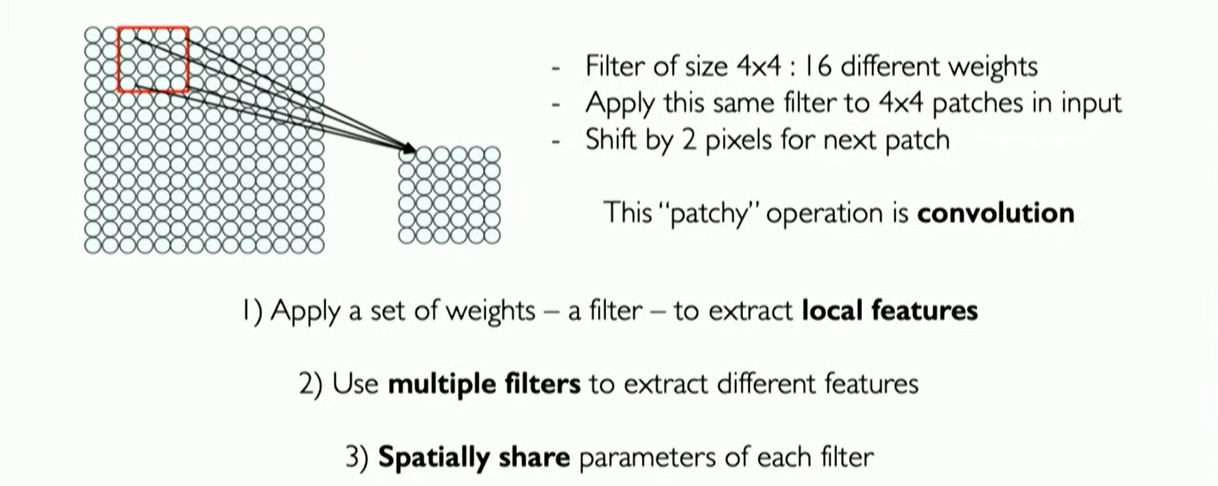 - Filter of size 4x4 : 16 different weights
- Apply this same filter to 4x4 patches in input
- Shift by 2 pixels for next patch
This “patchy” operation is convolution
1) Apply a set of weights – a filter – to extract local features
2) Use multiple filters to extract different features
3) Spatially share parameters of each filter